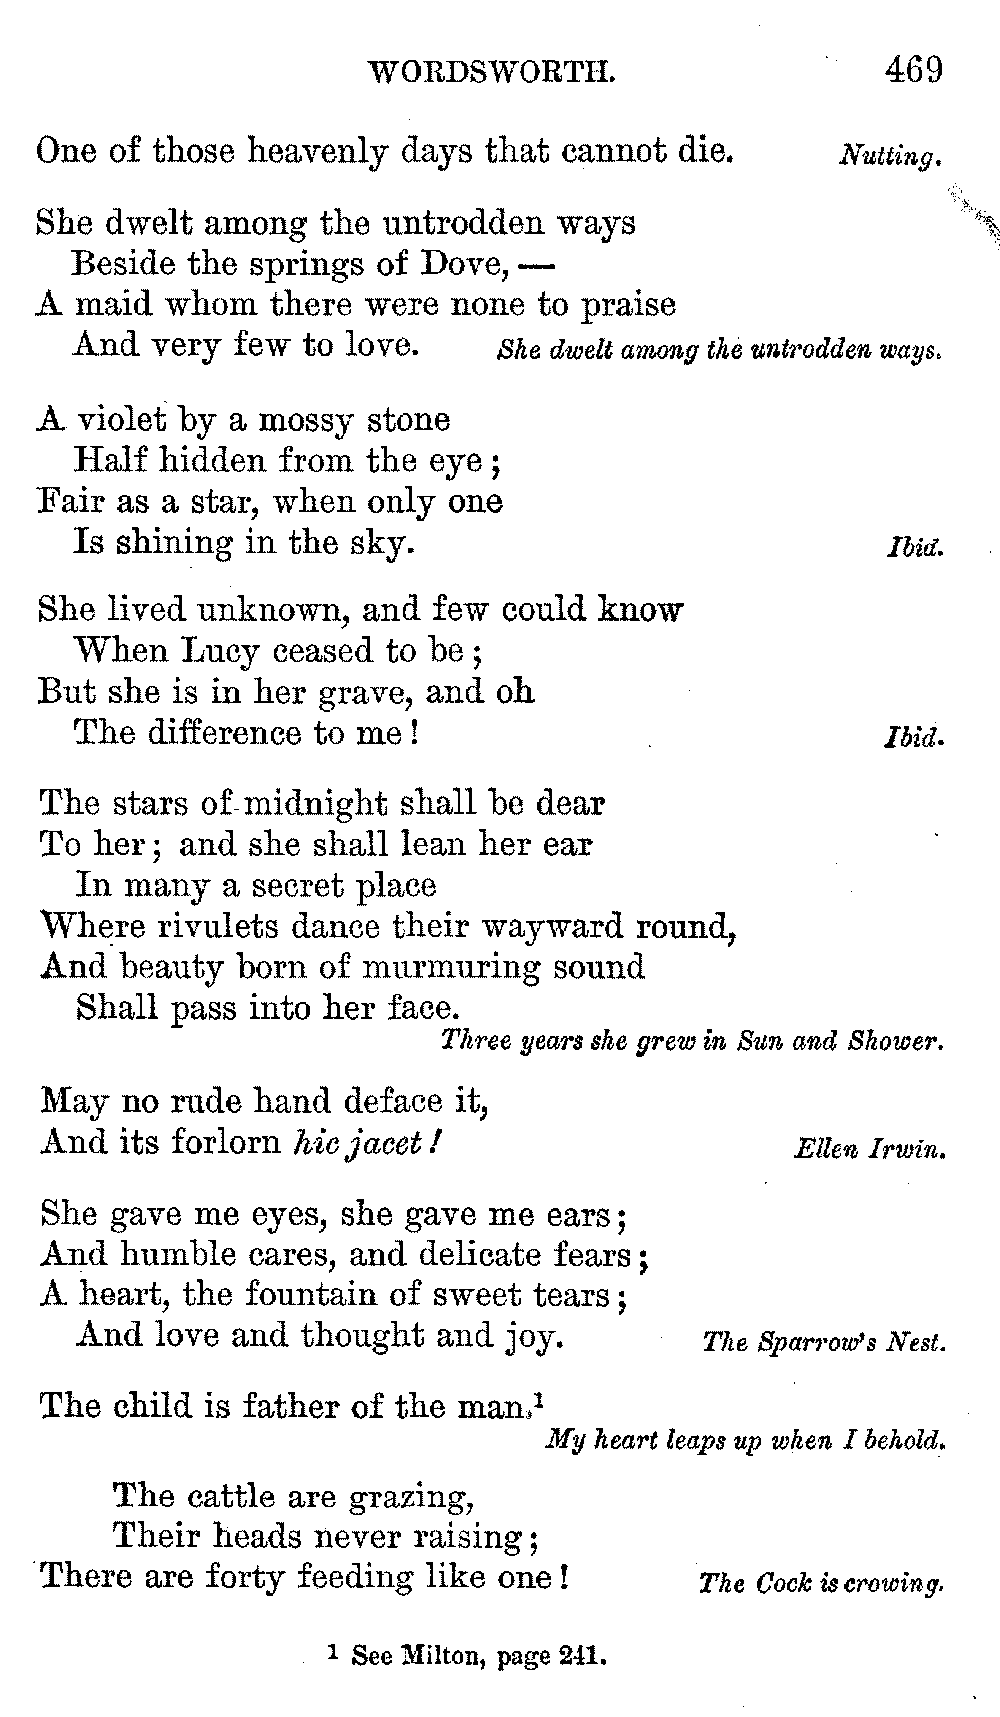 WORDSWORTH. 469
One of those heavenly days that cannot die. Nutting.
She dwelt among the untrodden ways
Beside the springs of Dove, —
A maid whom there were none to praise
And very few to love. She dwelt among the untrodden ways.
A violet by a mossy stone
Half hidden from the eye;
Fair as a star, when only one
Is shining in the sky. Ibid.
She lived unknown, and few could know
When Lucy ceased to be;
But she is in her grave, and oh
The difference to me! Ibid.
The stars of midnight shall be dear
To her; and she shall lean her ear
In many a secret place
Where rivulets dance their wayward round,
And beauty born of murmuring sound
Shall pass into her face.
Three years she grew in Sun and Shower.
May no rude hand deface it,
And its forlorn hic jacet!  Ellen Irwin.
She gave me eyes, she gave me ears;
And humble cares, and delicate fears;
A heart, the fountain of sweet tears;
And love and thought and joy. The Sparrow's Nest.
The child is father of the man.¹
My heart leaps up when I behold.
The cattle are grazing,
Their heads never raising;
There are forty feeding like one! The Cock is crowing.
¹ See Milton, page 241.